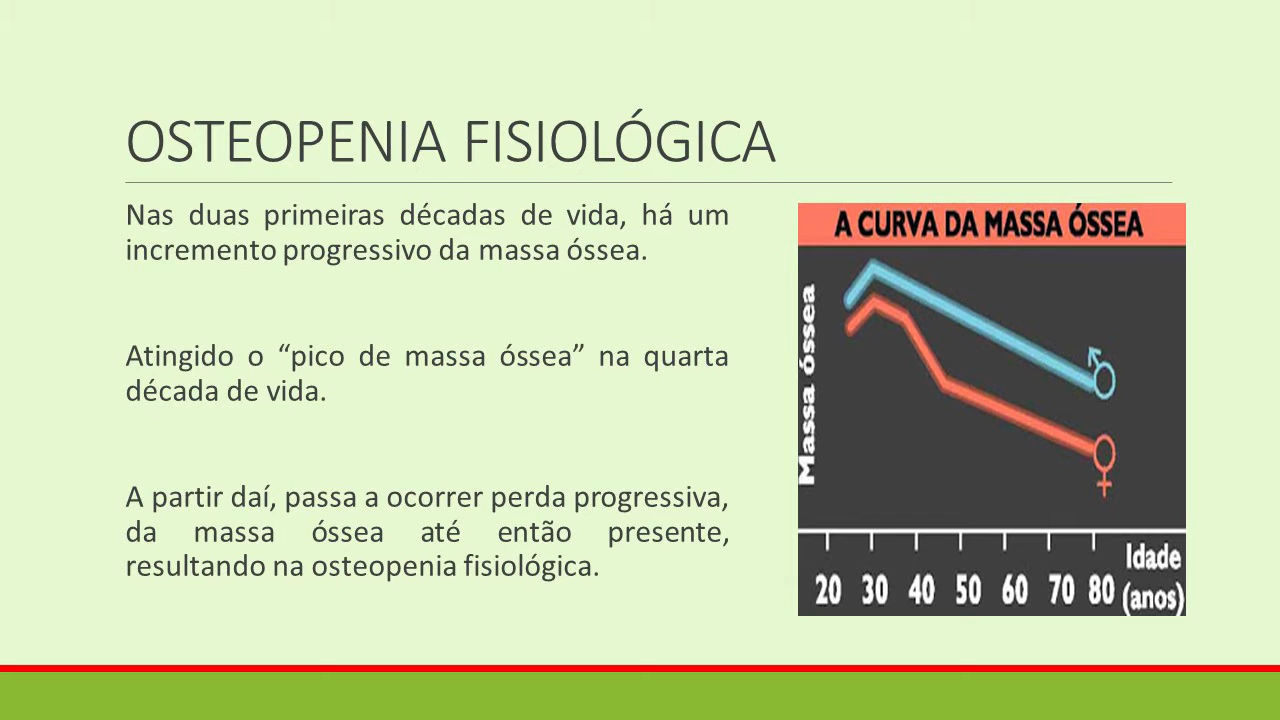 OSTEOPENIA FISIOLÓGICA
Nas duas primeiras décadas de vida, há um
incremento progressivo da massa óssea.
Atingido o “pico de massa óssea” na quarta
década de vida.
A partir daí, passa a ocorrer perda progressiva,
da massa óssea até então presente,
resultando na osteopenia fisiológica.
A CURVA DA MASSA ÓSSEA
Massa óssea
20 30 40 50 60 70 80
Idade
(anos)